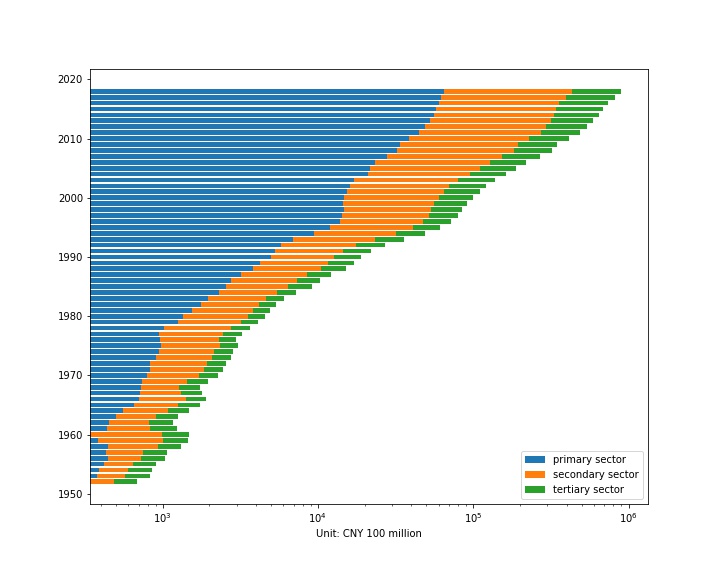 2020
2010
2000
1990
1980
1970
1960
1950
primary sector
secondary sector
tertiary sector
10³ 10⁴ 10⁵ 10⁶
Unit: CNY 100 million